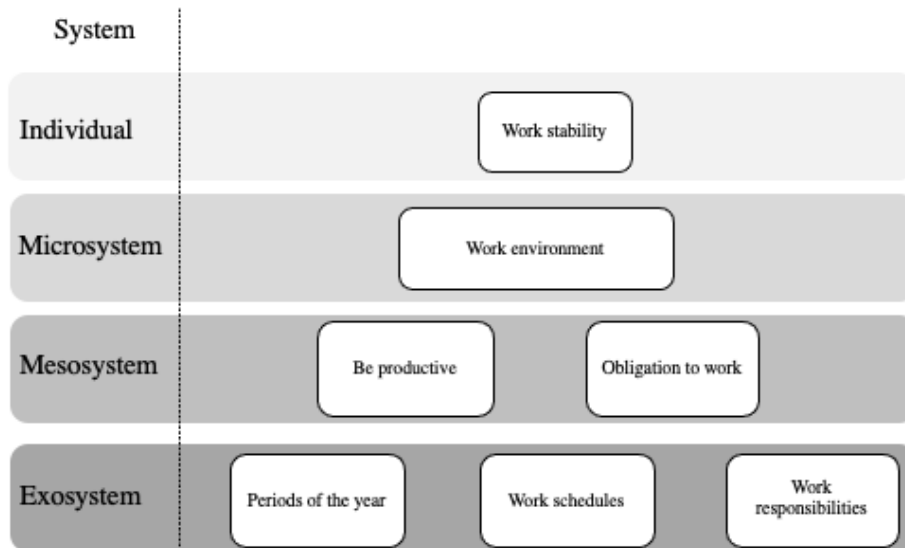 System
Individual
Work stability
Microsystem
Work environment
Mesosystem
Be productive
Obligation to work
Exosystem
Periods of the year
Work schedules
Work
responsibilities